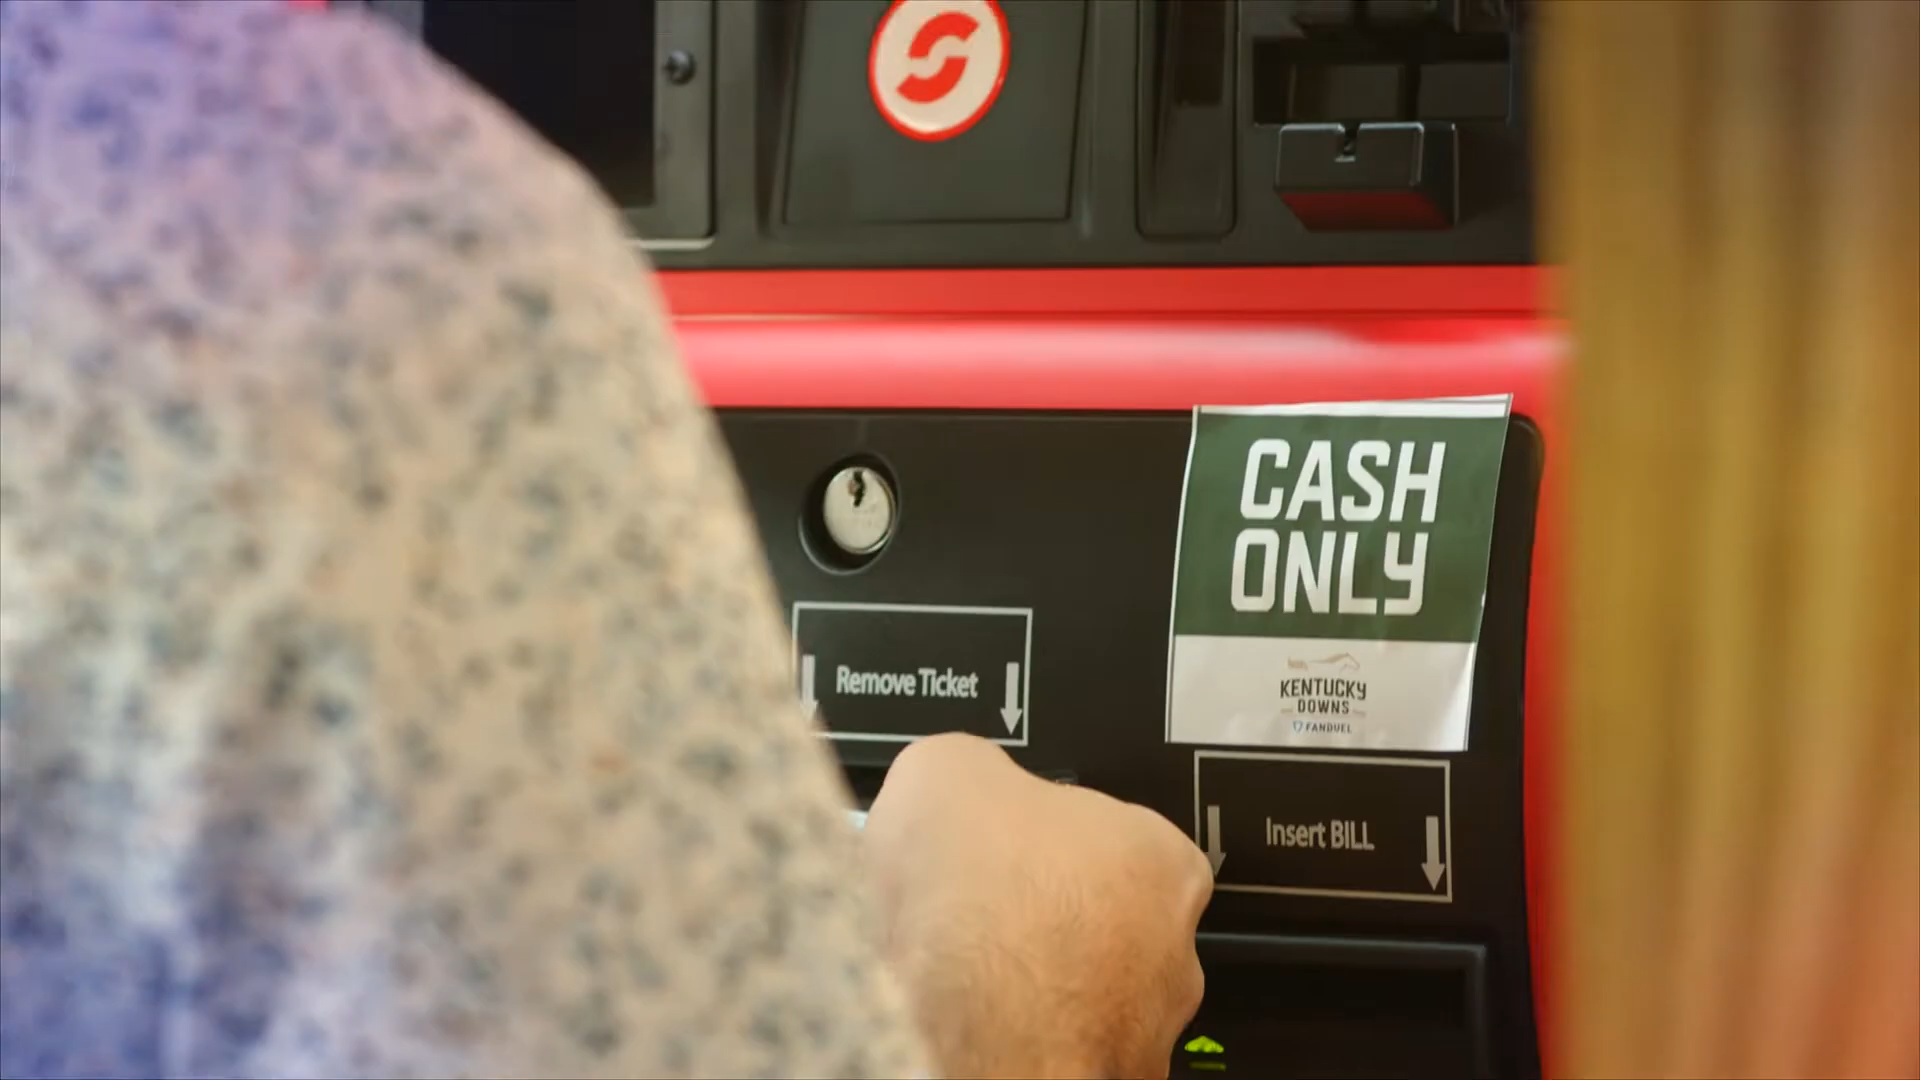 CASH
ONLY
KENTUCKY
DOWNS
FANDUEL
Remove Ticket
Insert BILL